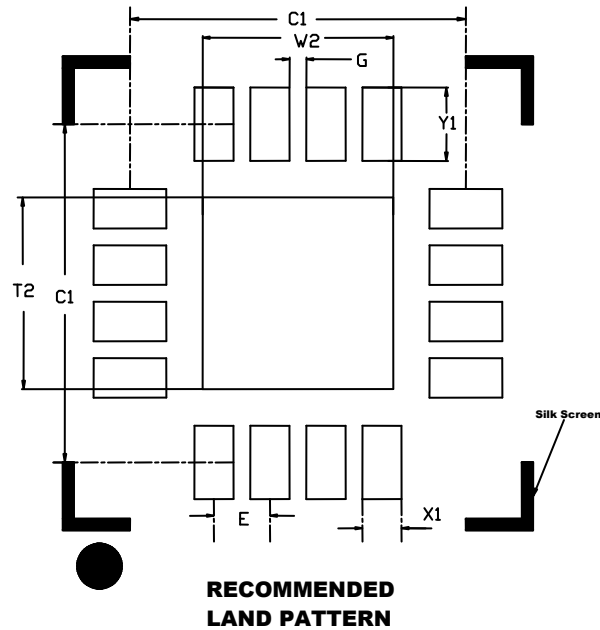 C1
W2
G
Y1
T2
C1
Silk Screen
E
X1
RECOMMENDED
LAND PATTERN